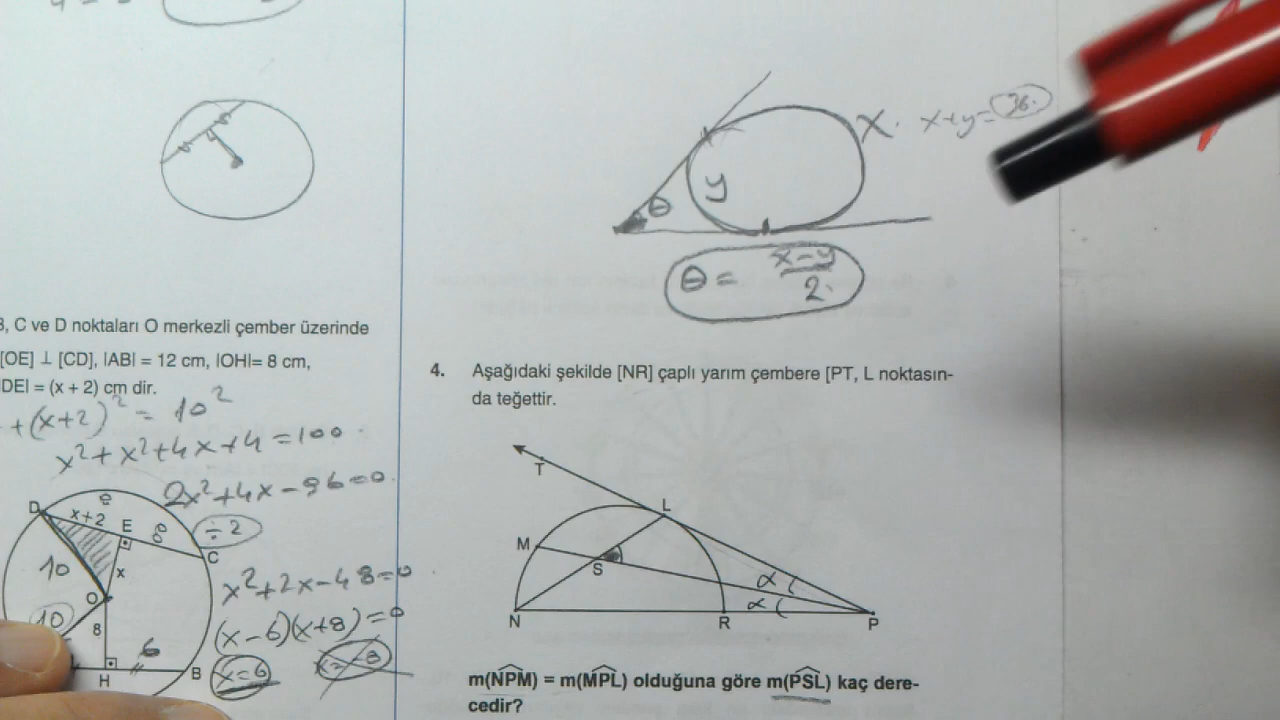 3, C ve D noktaları O merkezli çember üzerinde
[OE] ⊥ [CD], |AB| = 12 cm, |OH|= 8 cm,
|DE| = (x + 2) cm dir.
+(x+2)² = 10²
x²+x²+4x+4=100
2x²+4x-96=0
÷2
x²+2x-48=0
(x-6)(x+8)=0
x=6
D
x+2
E
C
x
10
O
10
8
6
H
B
x
x+y=
y
θ
θ = x-y
2
4. Aşağıdaki şekilde [NR] çaplı yarım çembere [PT, L noktasın-
da teğettir.
T
L
M
S
α
α
N
R
P
m(NPM) = m(MPL) olduğuna göre m(PSL) kaç dere-
cedir?